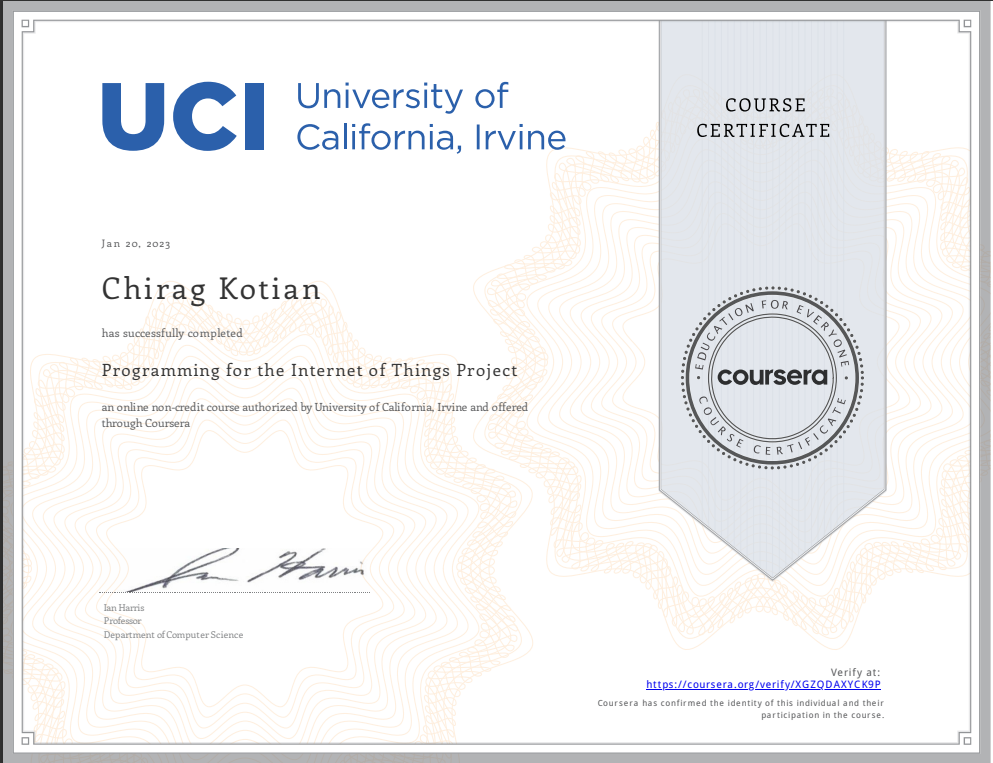 UCI
University of
California, Irvine
COURSE
CERTIFICATE
Jan 20, 2023
Chirag Kotian
has successfully completed
Programming for the Internet of Things Project
an online non-credit course authorized by University of California, Irvine and offered
through Coursera
EDUCATION FOR EVERYONE
coursera
COURSE CERTIFICATE
Ian Harris
Ian Harris
Professor
Department of Computer Science
Verify at:
https://coursera.org/verify/XGZQDAXYCK9P
Coursera has confirmed the identity of this individual and their
participation in the course.